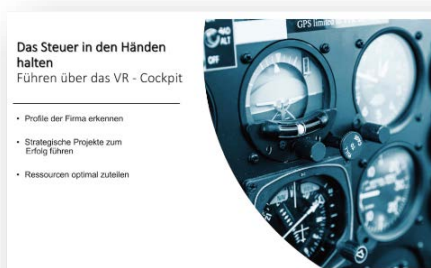 Das Steuer in den Händen
halten
Führen über das VR - Cockpit
• Profile der Firma erkennen
• Strategische Projekte zum
Erfolg führen
• Ressourcen optimal zuteilen
GPS
OFF